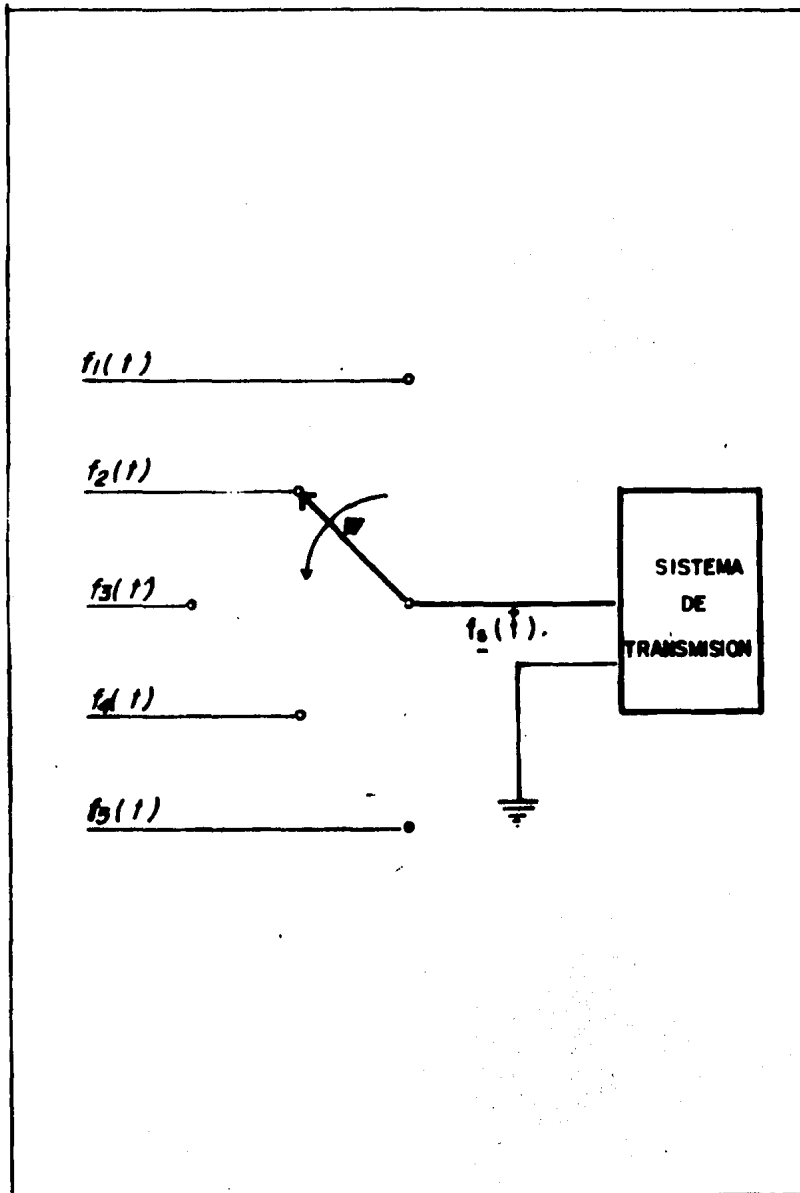 f1(t)
f2(t)
W
f3(t)
fs(t).
f4(t)
f5(t)
SISTEMA
DE
TRANSMISION